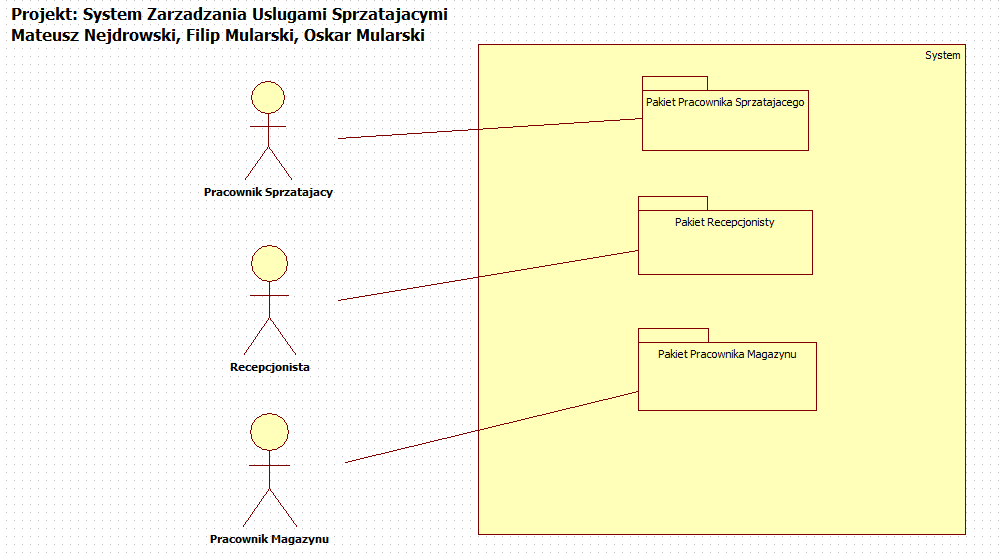 Projekt: System Zarzadzania Uslugami Sprzatajacymi
Mateusz Nejdrowski, Filip Mularski, Oskar Mularski
System
Pakiet Pracownika Sprzatajacego
Pracownik Sprzatajacy
Pakiet Recepcjonisty
Recepcjonista
Pakiet Pracownika Magazynu
Pracownik Magazynu